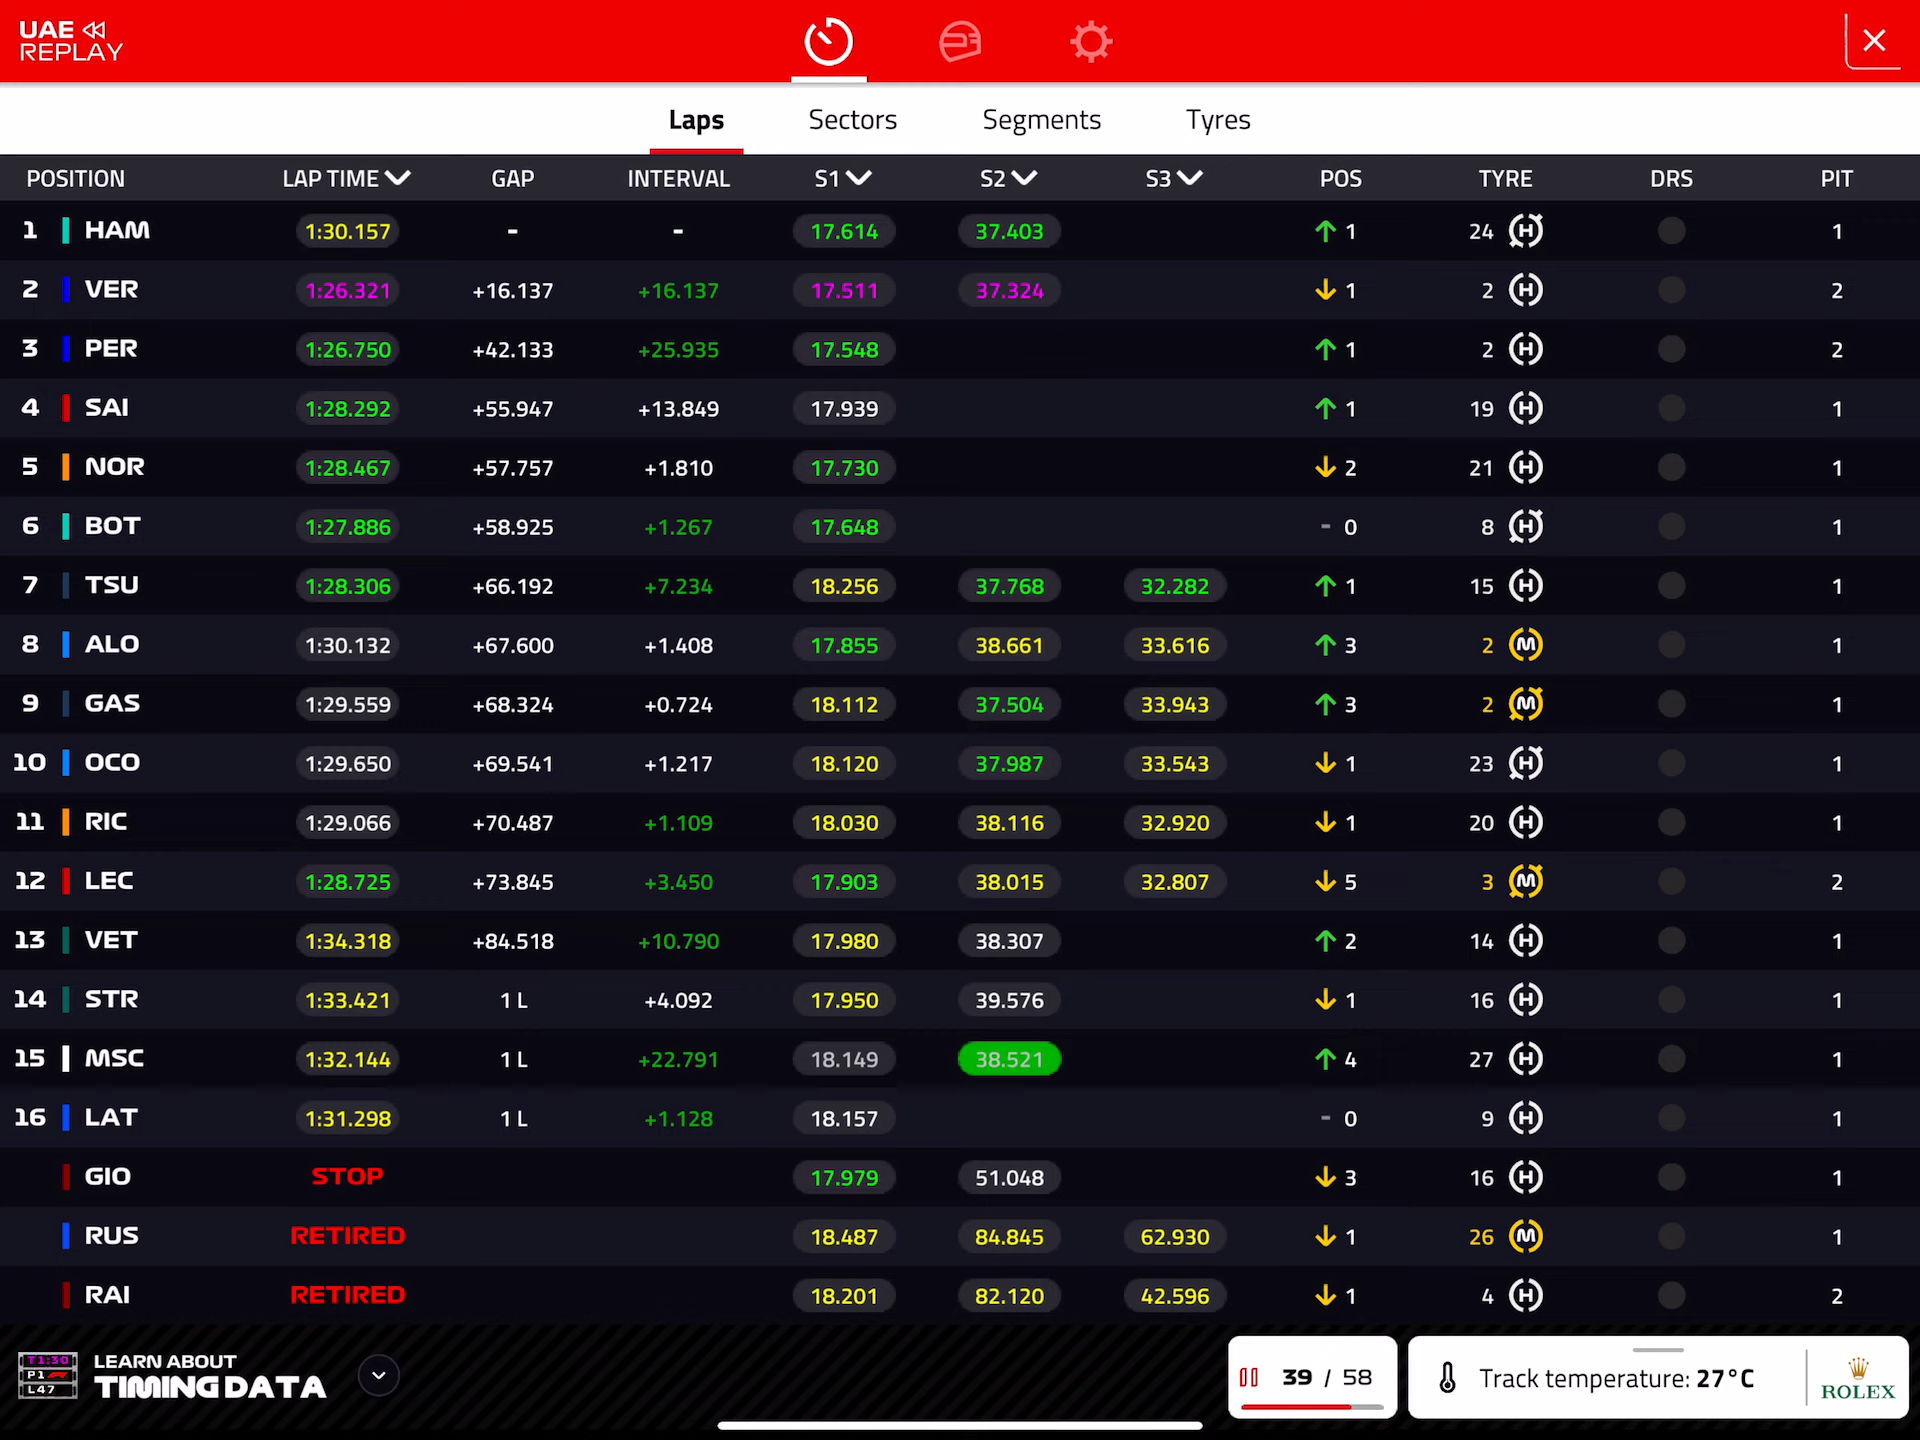 UAE
REPLAY
Laps Sectors Segments Tyres
POSITION LAP TIME GAP INTERVAL S1 S2 S3 POS TYRE DRS PIT
1 HAM 1:30.157 - - 17.614 37.403 1 24 H 1
2 VER 1:26.321 +16.137 +16.137 17.511 37.324 1 2 H 2
3 PER 1:26.750 +42.133 +25.935 17.548 1 2 H 2
4 SAI 1:28.292 +55.947 +13.849 17.939 1 19 H 1
5 NOR 1:28.467 +57.757 +1.810 17.730 2 21 H 1
6 BOT 1:27.886 +58.925 +1.267 17.648 - 0 8 H 1
7 TSU 1:28.306 +66.192 +7.234 18.256 37.768 32.282 1 15 H 1
8 ALO 1:30.132 +67.600 +1.408 17.855 38.661 33.616 3 2 M 1
9 GAS 1:29.559 +68.324 +0.724 18.112 37.504 33.943 3 2 M 1
10 OCO 1:29.650 +69.541 +1.217 18.120 37.987 33.543 1 23 H 1
11 RIC 1:29.066 +70.487 +1.109 18.030 38.116 32.920 1 20 H 1
12 LEC 1:28.725 +73.845 +3.450 17.903 38.015 32.807 5 3 M 2
13 VET 1:34.318 +84.518 +10.790 17.980 38.307 2 14 H 1
14 STR 1:33.421 1 L +4.092 17.950 39.576 1 16 H 1
15 MSC 1:32.144 1 L +22.791 18.149 38.521 4 27 H 1
16 LAT 1:31.298 1 L +1.128 18.157 - 0 9 H 1
GIO STOP 17.979 51.048 3 16 H 1
RUS RETIRED 18.487 84.845 62.930 1 26 M 1
RAI RETIRED 18.201 82.120 42.596 1 4 H 2
T1:30
P1
L47
LEARN ABOUT
TIMING DATA
39 / 58
Track temperature: 27°C
ROLEX